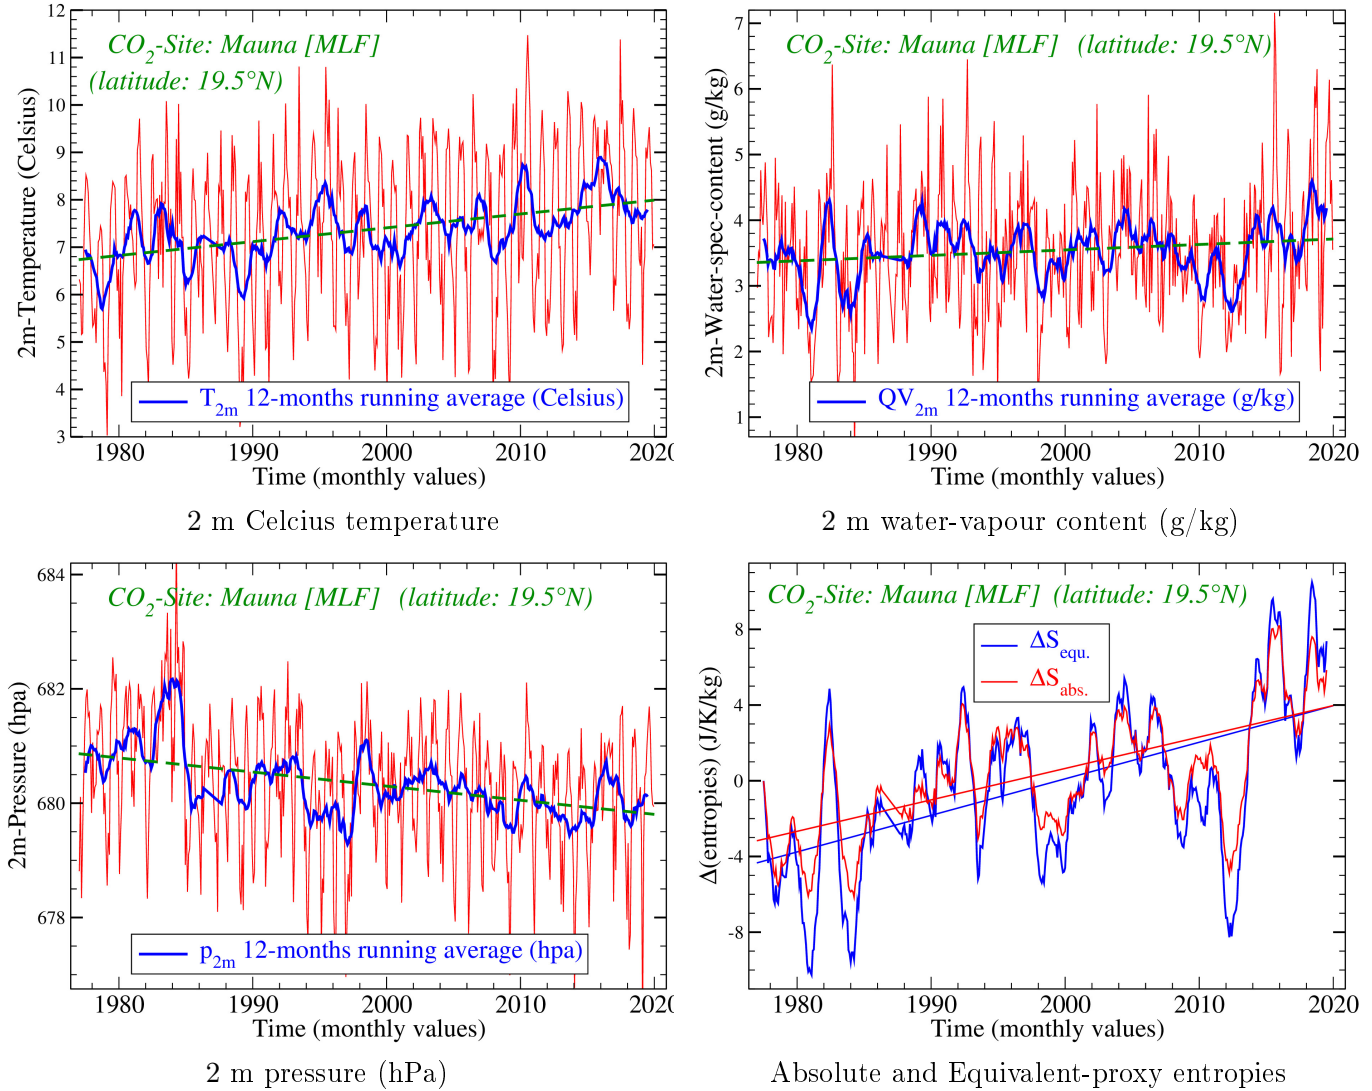 12
11
10
9
8
7
6
5
4
3
2m-Temperature (Celsius)
CO2-Site: Mauna [MLF]
(latitude: 19.5°N)
T2m 12-months running average (Celsius)
1980 1990 2000 2010 202
Time (monthly values)
2 m Celcius temperature
7
6
5
4
3
2
1
2m-Water-spec-content (g/kg)
CO2-Site: Mauna [MLF] (latitude: 19.5°N)
QV2m 12-months running average (g/kg)
1980 1990 2000 2010 2020
Time (monthly values)
2 m water-vapour content (g/kg)
684
682
680
678
2m-Pressure (hpa)
CO2-Site: Mauna [MLF] (latitude: 19.5°N)
p2m 12-months running average (hpa)
1980 1990 2000 2010 202
Time (monthly values)
2 m pressure (hPa)
8
4
0
-4
-8
Δ(entropies) (J/K/kg)
CO2-Site: Mauna [MLF] (latitude: 19.5°N)
ΔSequ.
ΔSabs.
1980 1990 2000 2010 2020
Time (monthly values)
Absolute and Equivalent-proxy entropies